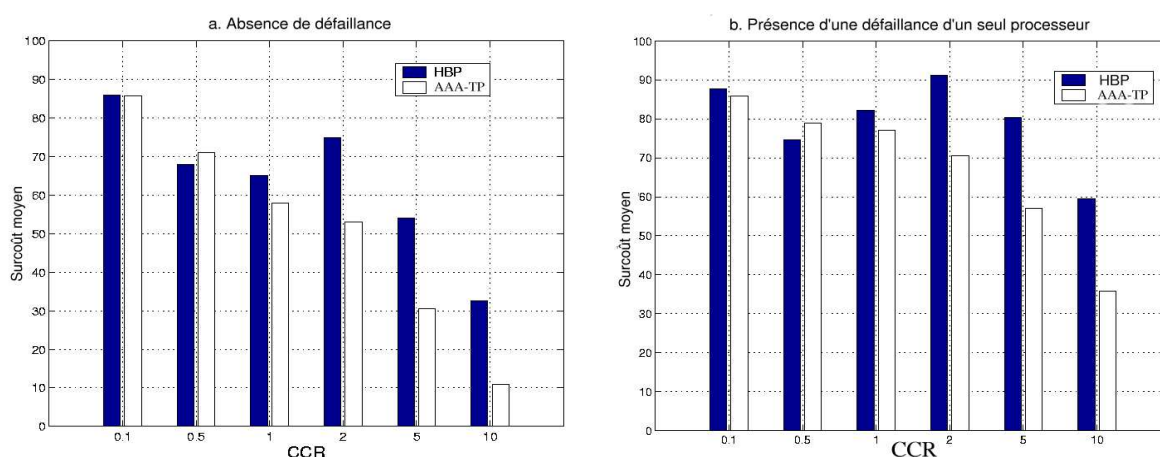 a. Absence de défaillance
100
90
80
70
60
50
40
30
20
10
0
Surcoût moyen
HBP
AAA-TP
0.1 0.5 1 2 5 10
CCR
b. Présence d'une défaillance d'un seul processeur
100
90
80
70
60
50
40
30
20
10
0
Surcoût moyen
HBP
AAA-TP
0.1 0.5 1 2 5 10
CCR